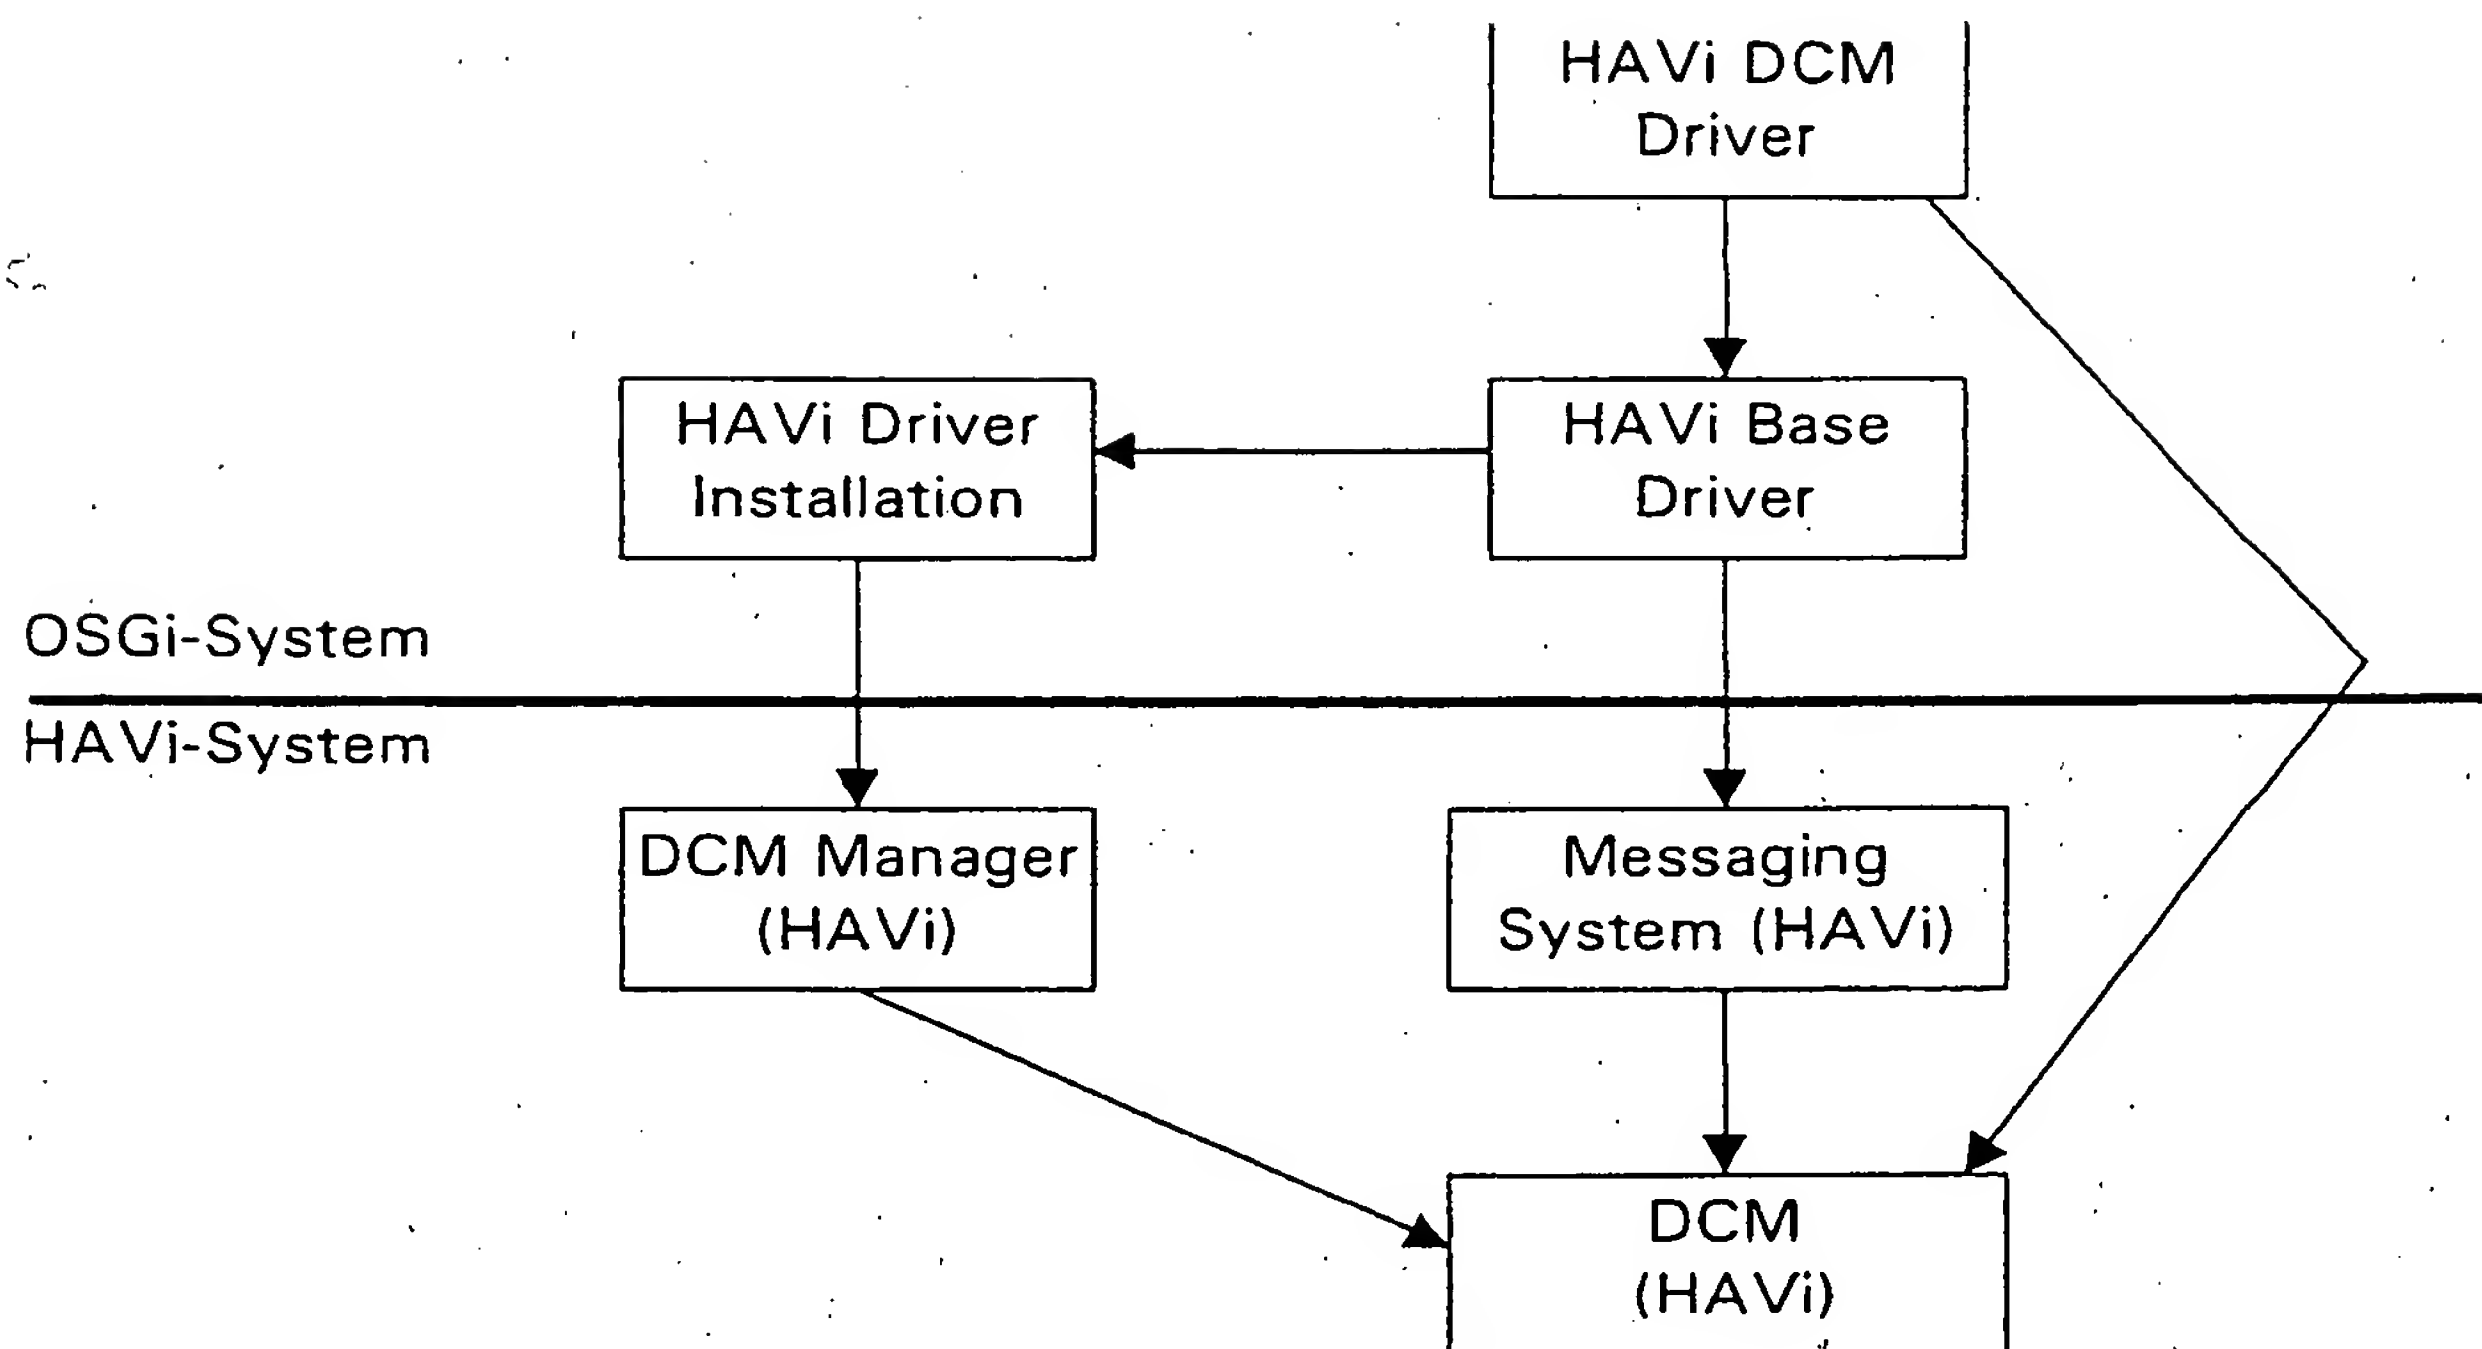 HAVi DCM
Driver
HAVi Driver
Installation
HAVi Base
Driver
OSGi-System
HAVi-System
DCM Manager
(HAVi)
Messaging
System (HAVi)
DCM
(HAVi)